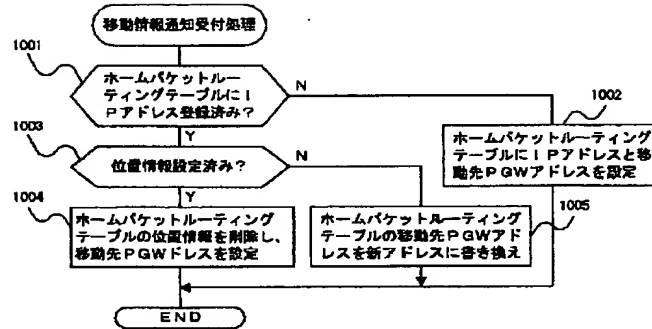 移動情報通知受付処理
1001
ホームパケットルー
ティングテーブルにI
Pアドレス登録済み?
N
Y
1002
ホームパケットルーティング
テーブルにIPアドレスと移
動先PGWアドレスを設定
1003
位置情報設定済み?
N
Y
1004
ホームパケットルーティング
テーブルの位置情報を削除し、
移動先PGWドレスを設定
1005
ホームパケットルーティング
テーブルの移動先PGWアド
レスを新アドレスに書き換え
END